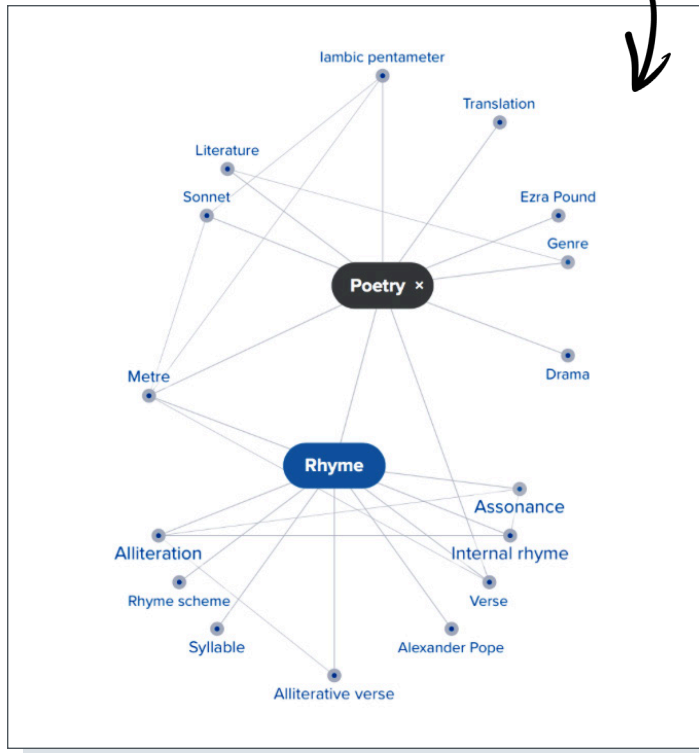 Iambic pentameter
Translation
Literature
Sonnet
Ezra Pound
Genre
Poetry ×
Drama
Metre
Rhyme
Assonance
Alliteration
Internal rhyme
Rhyme scheme
Verse
Syllable
Alexander Pope
Alliterative verse